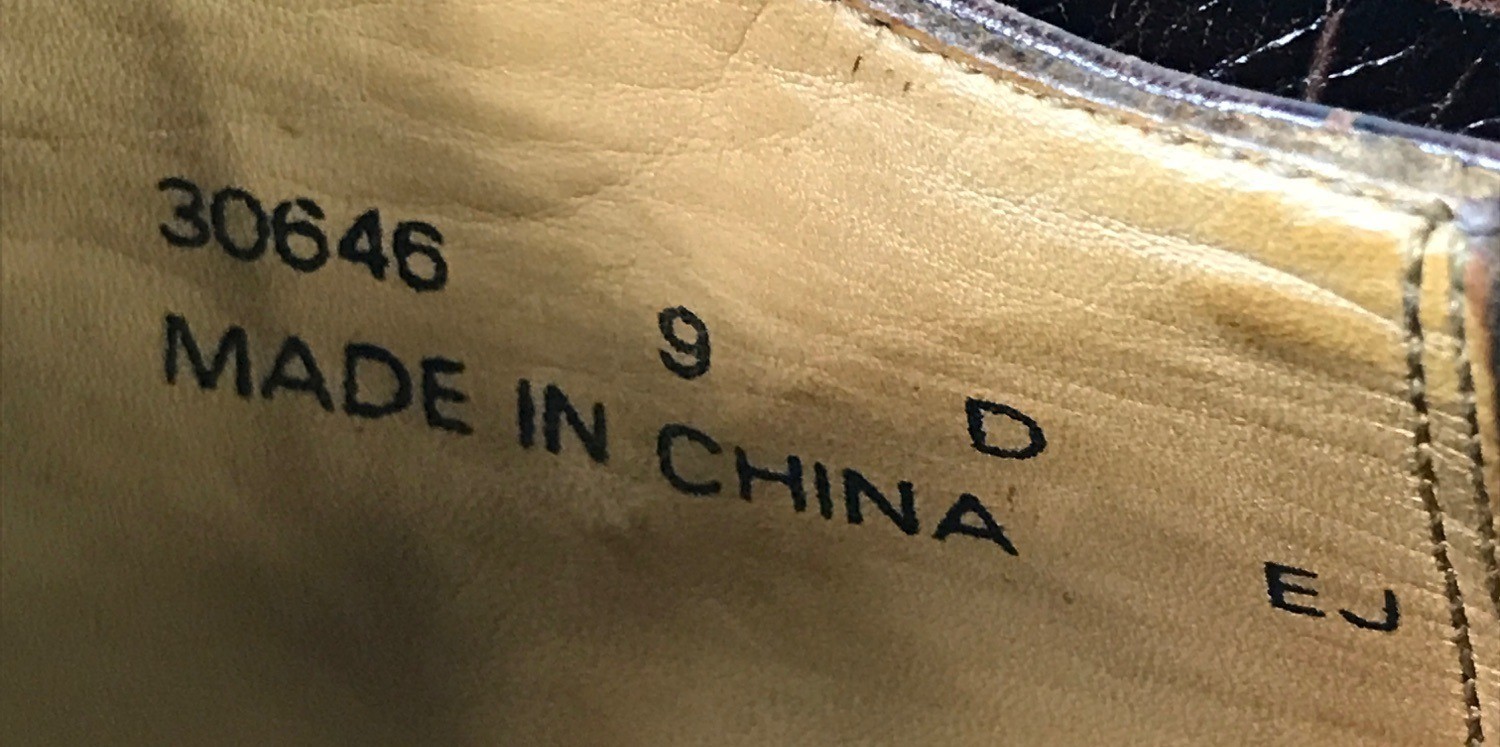 30646 9 D EJ
MADE IN CHINA